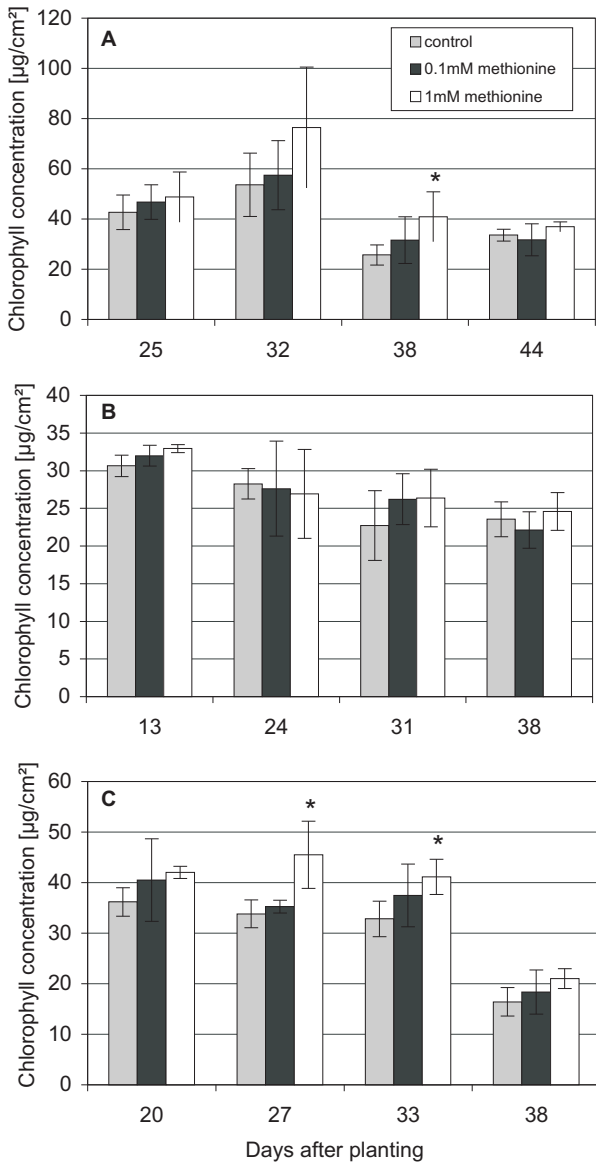 Chlorophyll concentration [µg/cm²]
120
100
80
60
40
20
0
A
control
0.1mM methionine
1mM methionine
*
25 32 38 44
Chlorophyll concentration [µg/cm²]
40
35
30
25
20
15
10
5
0
B
13 24 31 38
Chlorophyll concentration [µg/cm²]
60
50
40
30
20
10
0
C
*
*
20 27 33 38
Days after planting